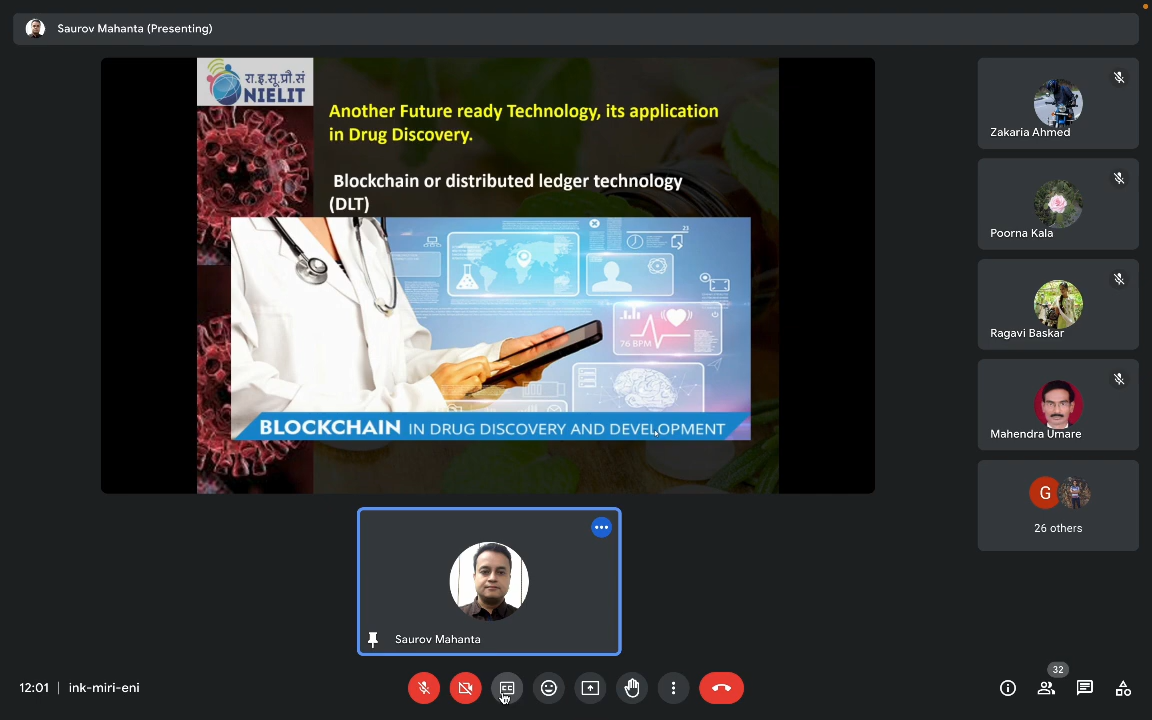 Saurov Mahanta (Presenting)
रा.इ.सू.प्रौ.सं
NIELIT
Another Future ready Technology, its application
in Drug Discovery.
Blockchain or distributed ledger technology
(DLT)
23
76 BPM
BLOCKCHAIN IN DRUG DISCOVERY AND DEVELOPMENT
Zakaria Ahmed
Poorna Kala
Ragavi Baskar
Mahendra Umare
G
26 others
Saurov Mahanta
12:01 | ink-miri-eni
CC
32